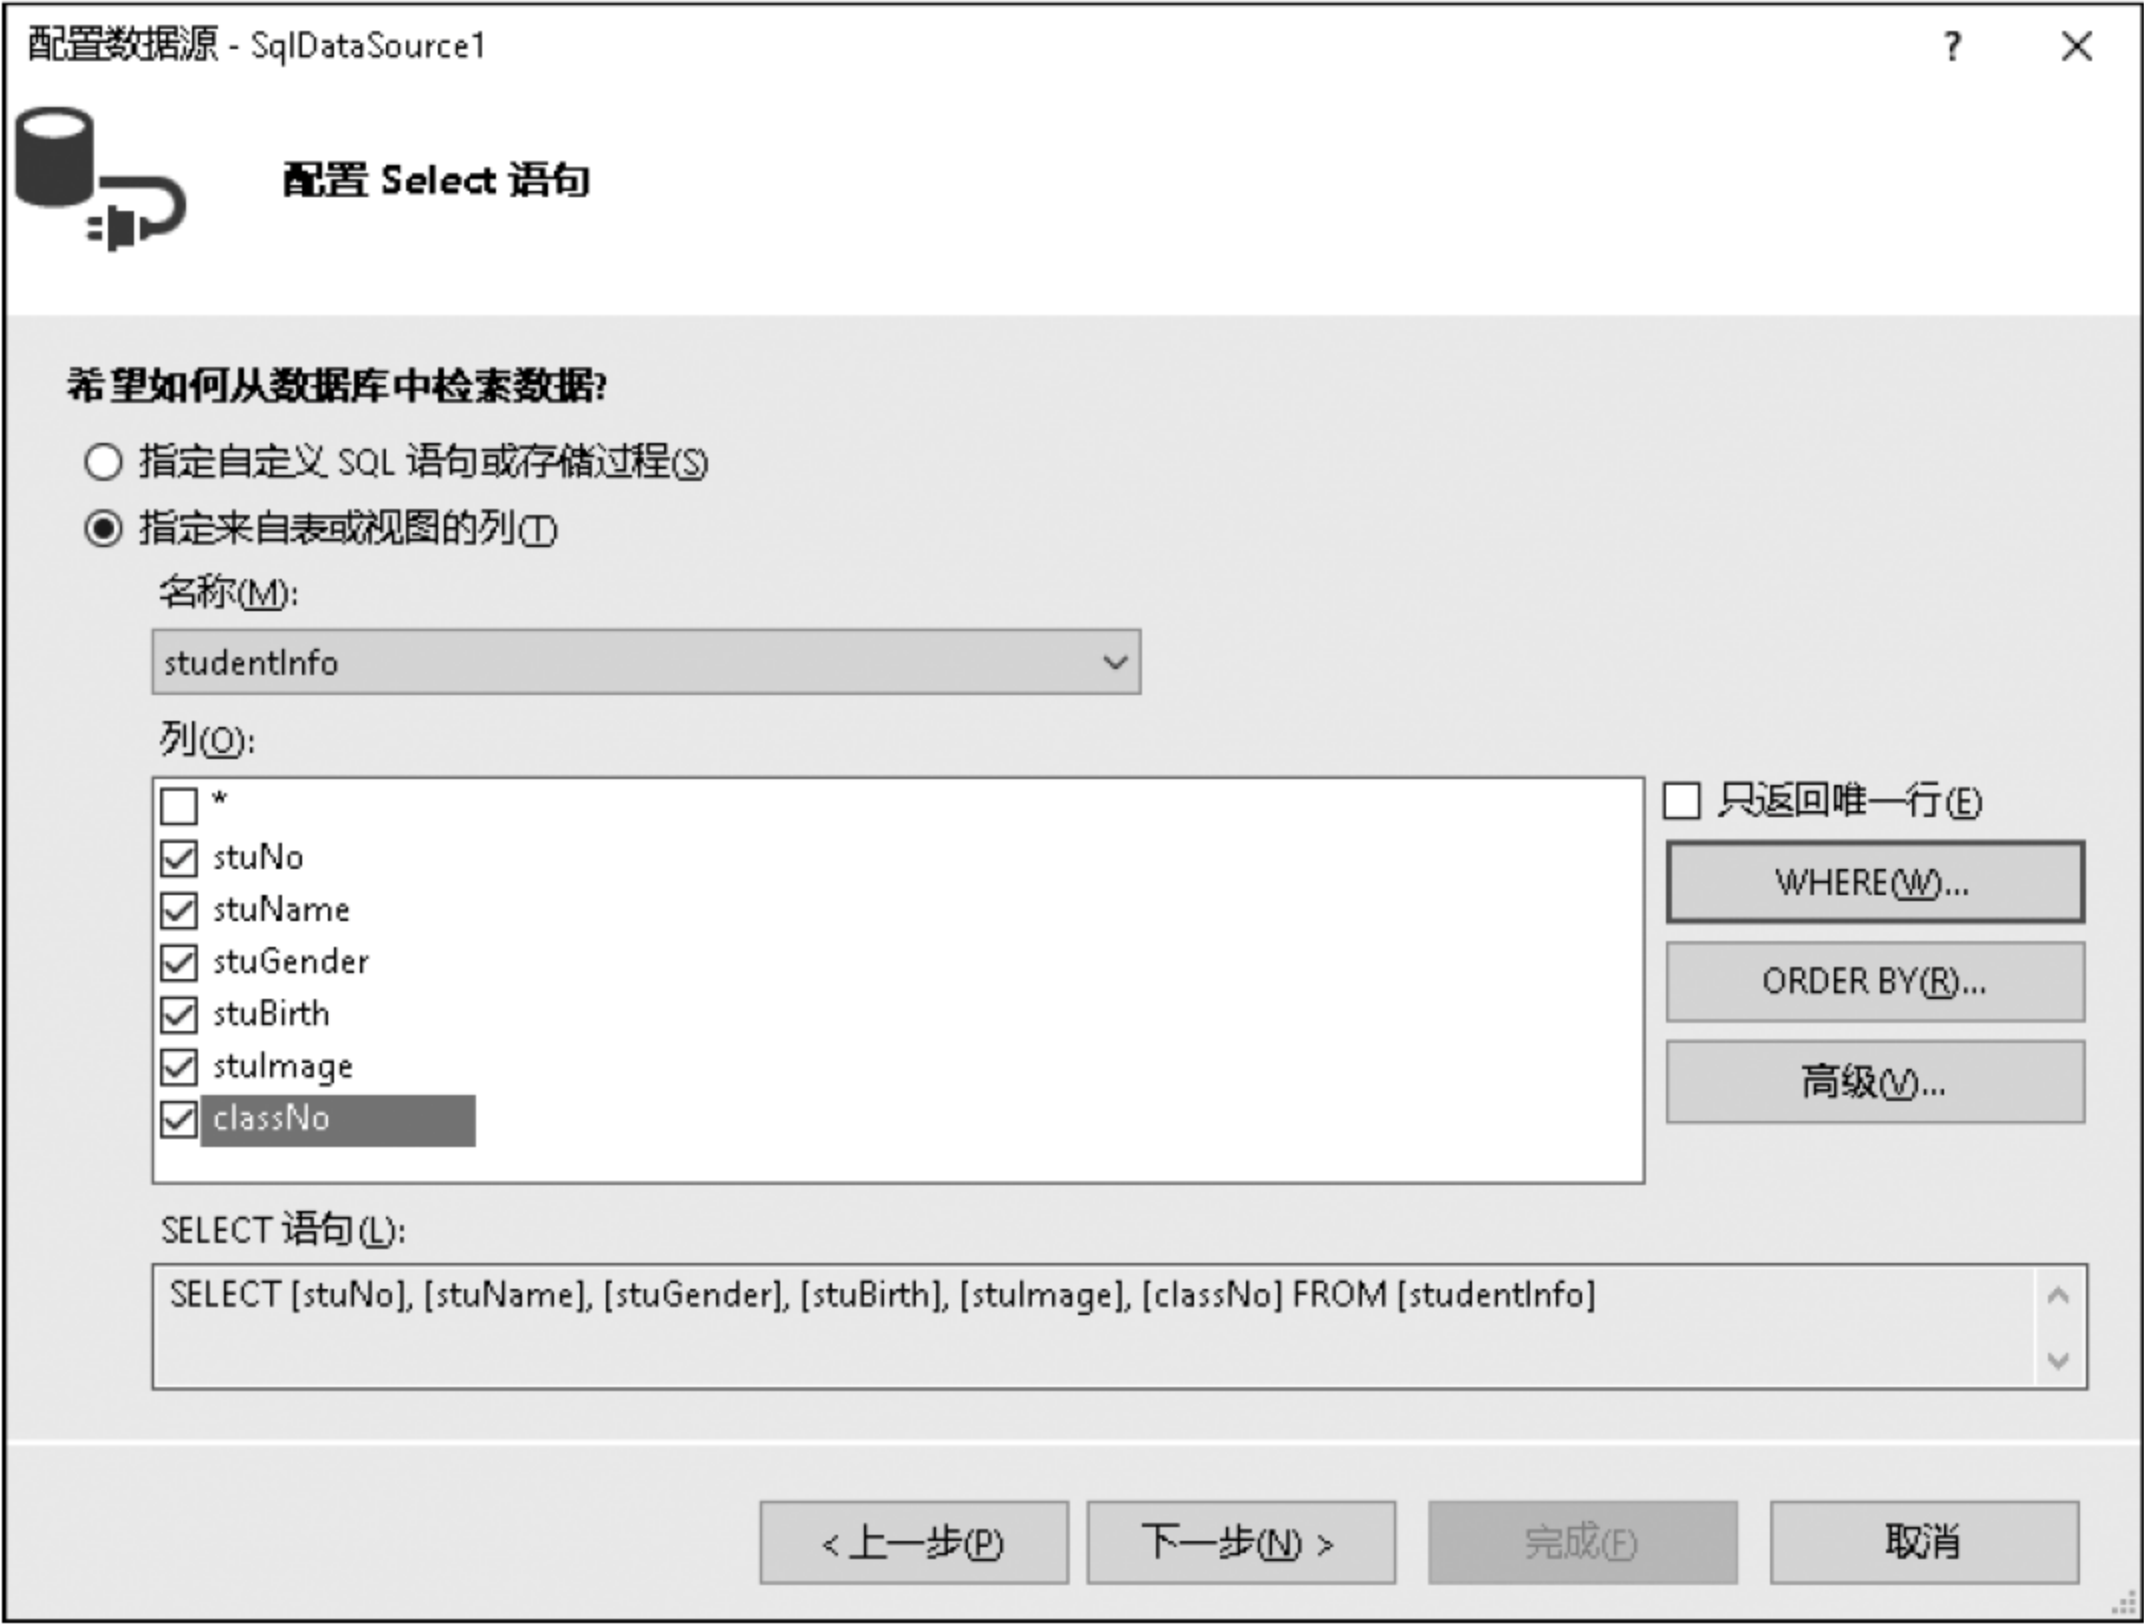 配置数据源 - SqlDataSource1
?
配置 Select 语句
希望如何从数据库中检索数据?
指定自定义 SQL 语句或存储过程(S)
指定来自表或视图的列(T)
名称(M):
studentInfo
列(O):
*
只返回唯一行(E)
stuNo
WHERE(W)...
stuName
stuGender
ORDER BY(R)...
stuBirth
stuImage
高级(V)...
classNo
SELECT 语句(L):
SELECT [stuNo], [stuName], [stuGender], [stuBirth], [stuImage], [classNo] FROM [studentInfo]
< 上一步(P)
下一步(N) >
完成(F)
取消